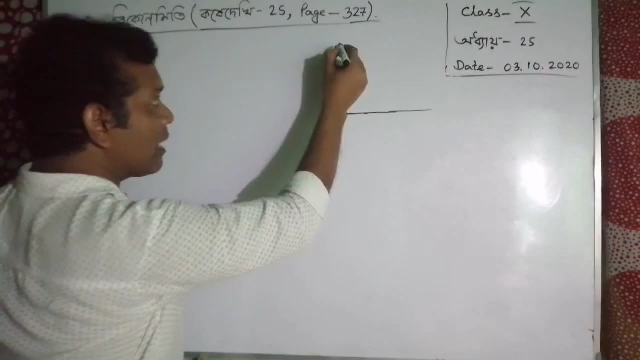 ত্রিকোণমিতি (কষেদেখি - 25, Page - 327).
Class - X
অধ্যায় - 25
Date - 03.10.2020